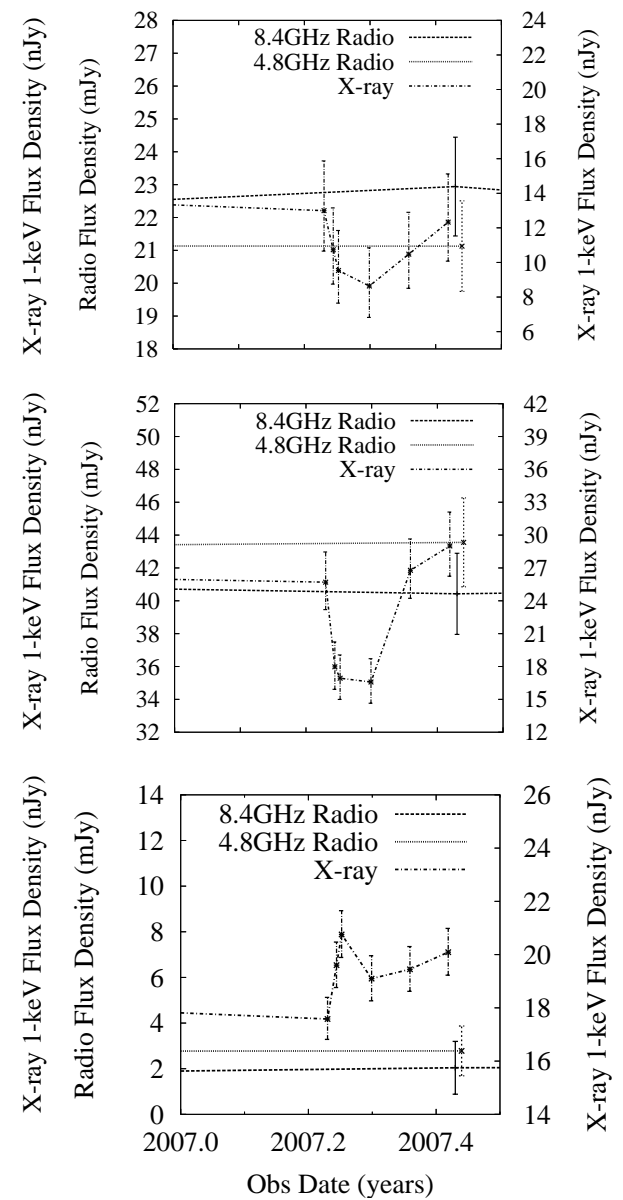 X-ray 1-keV Flux Density (nJy)
Radio Flux Density (mJy)
28
27
26
25
24
23
22
21
20
19
18
8.4GHz Radio
4.8GHz Radio
X-ray
24
22
20
18
16
14
12
10
8
6
X-ray 1-keV Flux Density (nJy)
X-ray 1-keV Flux Density (nJy)
Radio Flux Density (mJy)
52
50
48
46
44
42
40
38
36
34
32
8.4GHz Radio
4.8GHz Radio
X-ray
42
39
36
33
30
27
24
21
18
15
12
X-ray 1-keV Flux Density (nJy)
X-ray 1-keV Flux Density (nJy)
Radio Flux Density (mJy)
14
12
10
8
6
4
2
0
8.4GHz Radio
4.8GHz Radio
X-ray
26
24
22
20
18
16
14
X-ray 1-keV Flux Density (nJy)
2007.0 2007.2 2007.4
Obs Date (years)